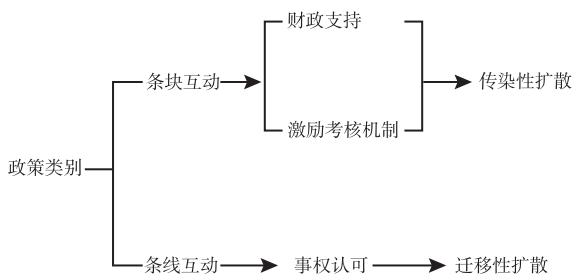 财政支持
条块互动
传染性扩散
激励考核机制
政策类别
条线互动
事权认可
迁移性扩散